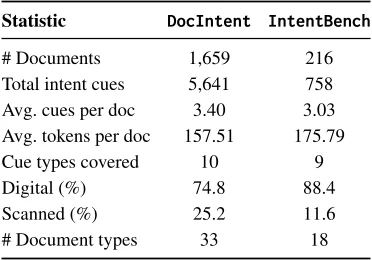 Statistic DocIntent IntentBench
# Documents 1,659 216
Total intent cues 5,641 758
Avg. cues per doc 3.40 3.03
Avg. tokens per doc 157.51 175.79
Cue types covered 10 9
Digital (%) 74.8 88.4
Scanned (%) 25.2 11.6
# Document types 33 18